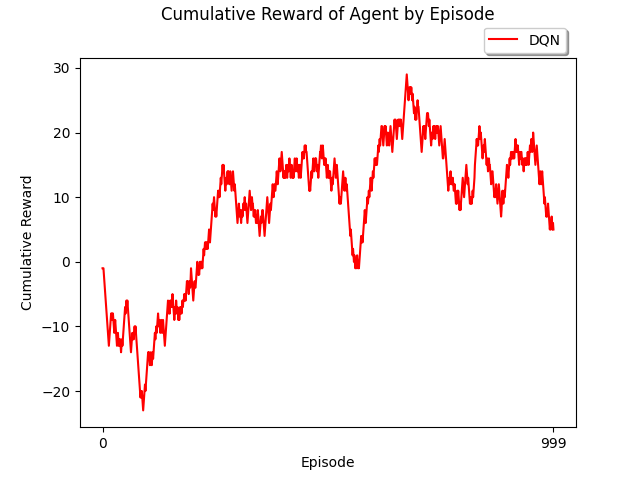 Cumulative Reward of Agent by Episode
DQN
30
20
10
0
−10
−20
Cumulative Reward
0
999
Episode